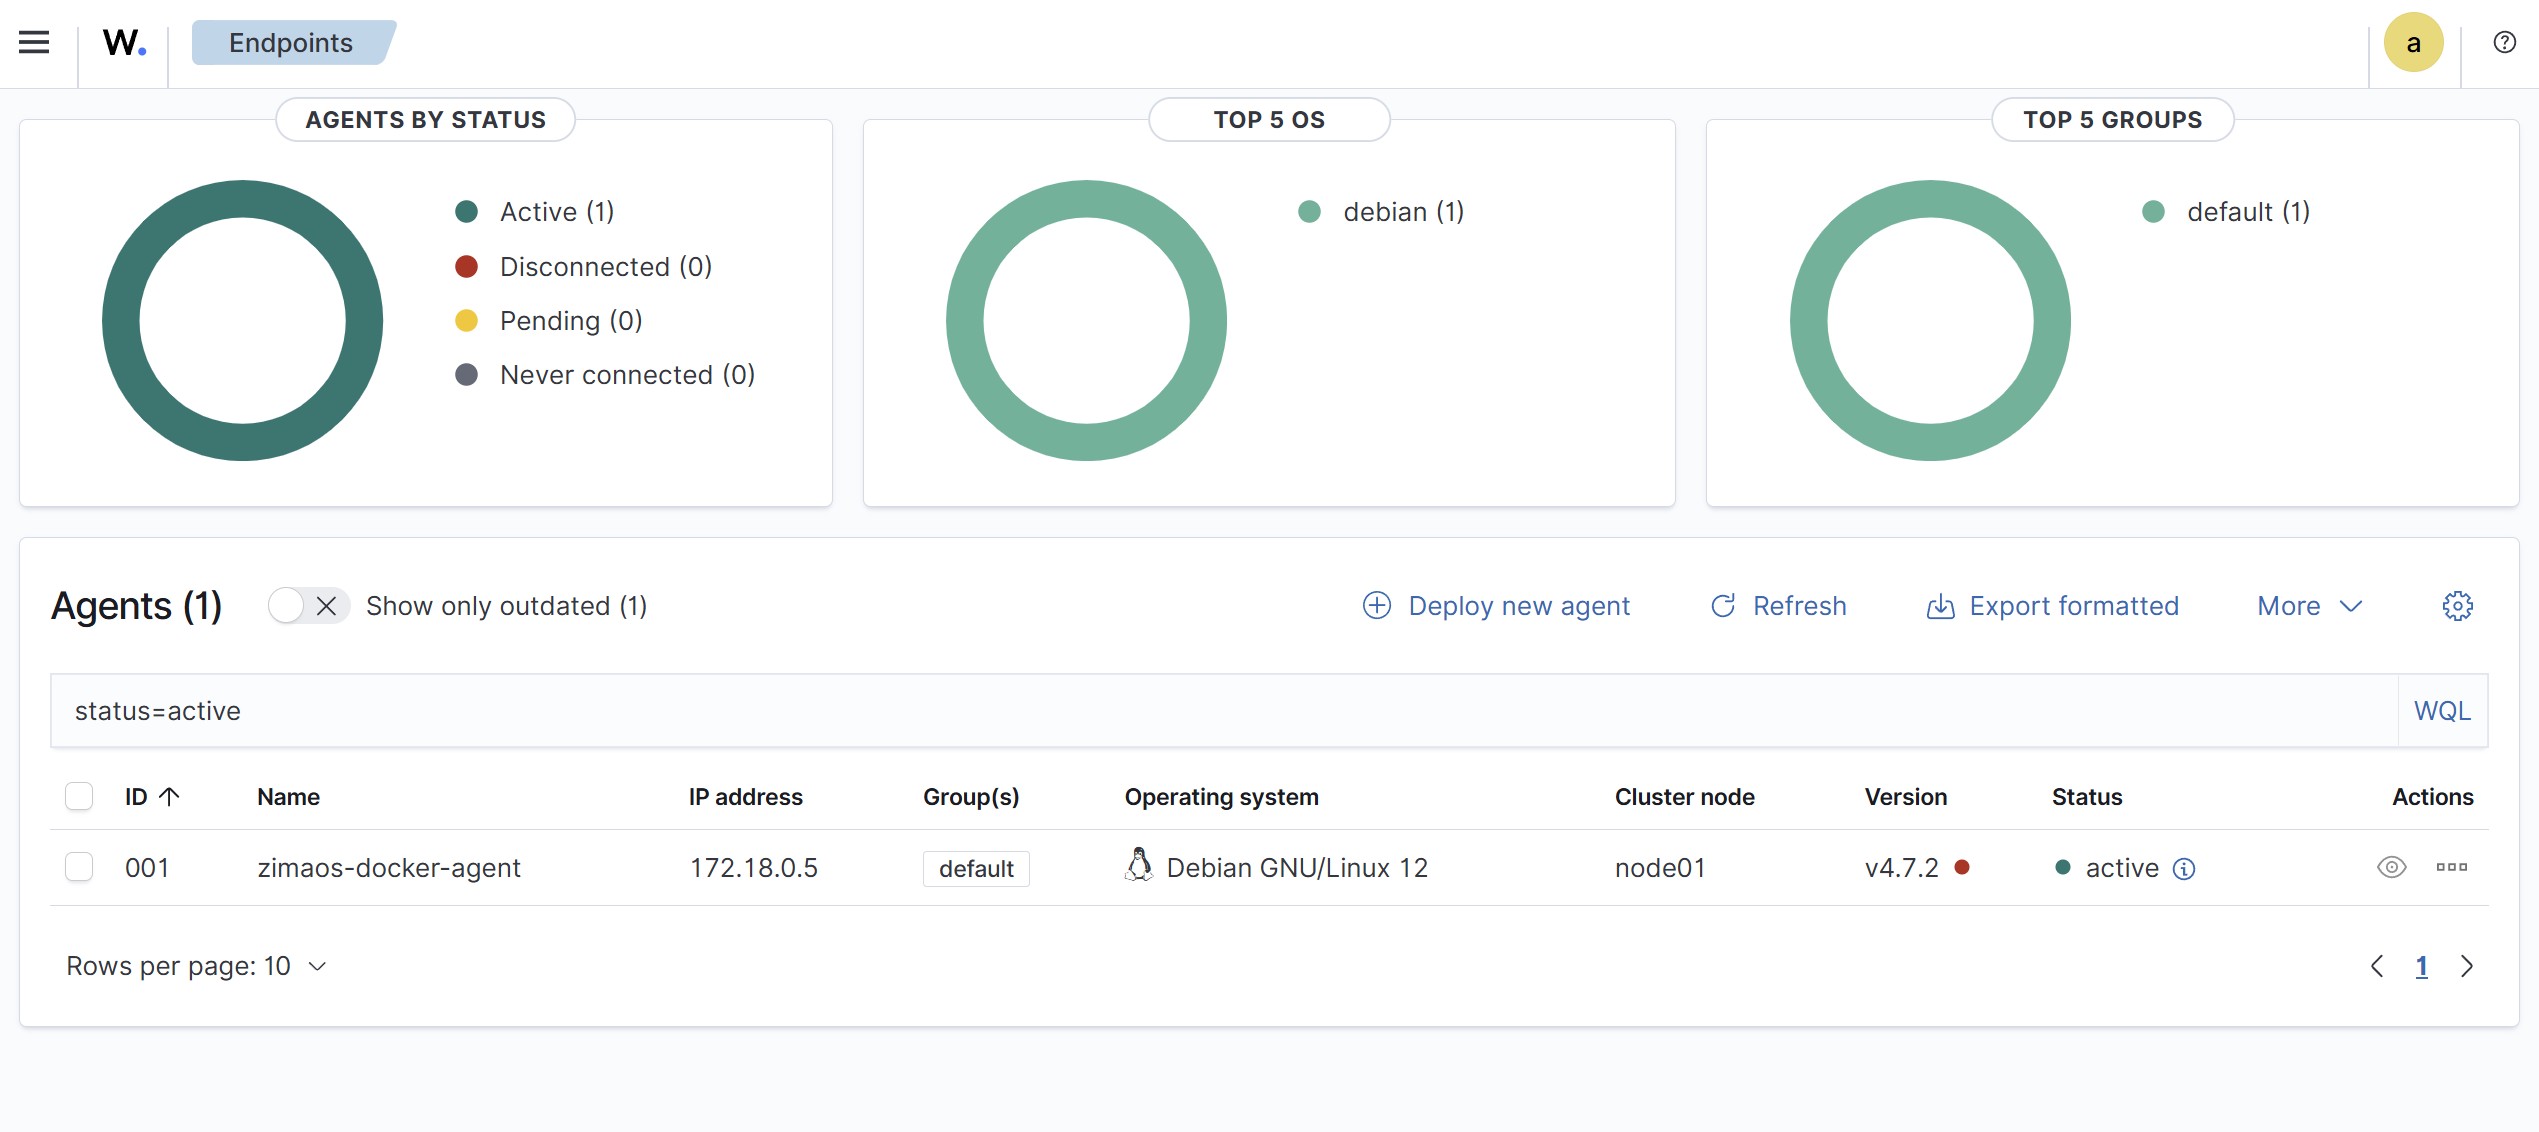 W. Endpoints a
AGENTS BY STATUS TOP 5 OS TOP 5 GROUPS
Active (1)
Disconnected (0)
Pending (0)
Never connected (0)
debian (1)
default (1)
Agents (1) Show only outdated (1) Deploy new agent Refresh Export formatted More
status=active WQL
ID Name IP address Group(s) Operating system Cluster node Version Status Actions
001 zimaos-docker-agent 172.18.0.5 default Debian GNU/Linux 12 node01 v4.7.2 active
Rows per page: 10 1